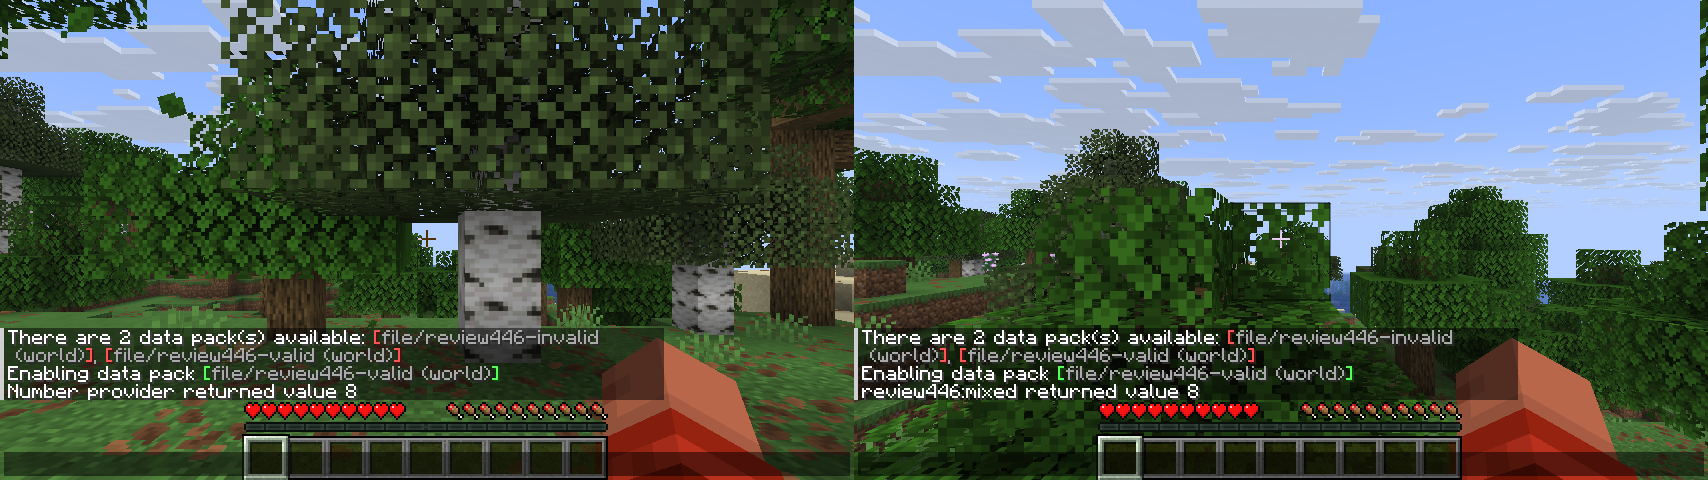 There are 2 data pack(s) available: [file/review446-invalid
(world)], [file/review446-valid (world)]
Enabling data pack [file/review446-valid (world)]
Number provider returned value 8
There are 2 data pack(s) available: [file/review446-invalid
(world)], [file/review446-valid (world)]
Enabling data pack [file/review446-valid (world)]
review446.mixed returned value 8